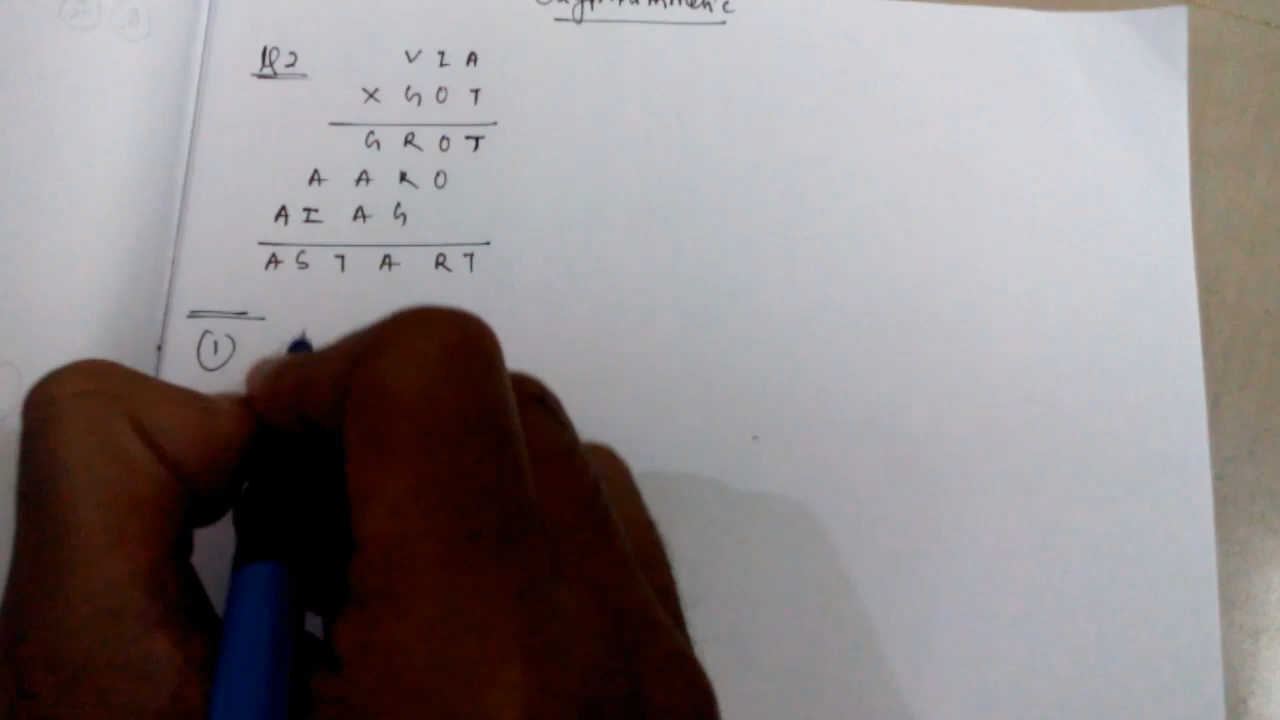 Q2
V I A
X G O T
G R O T
A A R O
A I A G
A S T A R T
1